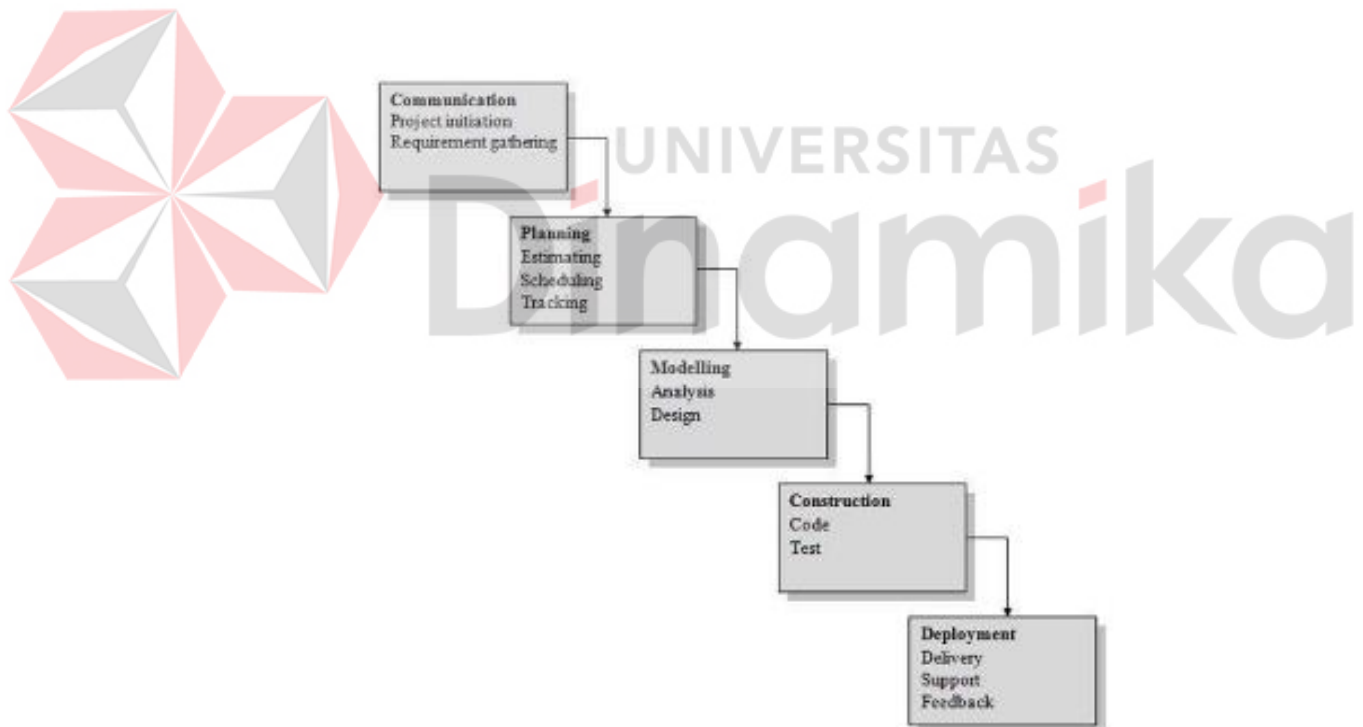 UNIVERSITAS
Dinamika
Communication
Project initiation
Requirement gathering
Planning
Estimating
Scheduling
Tracking
Modelling
Analysis
Design
Construction
Code
Test
Deployment
Delivery
Support
Feedback